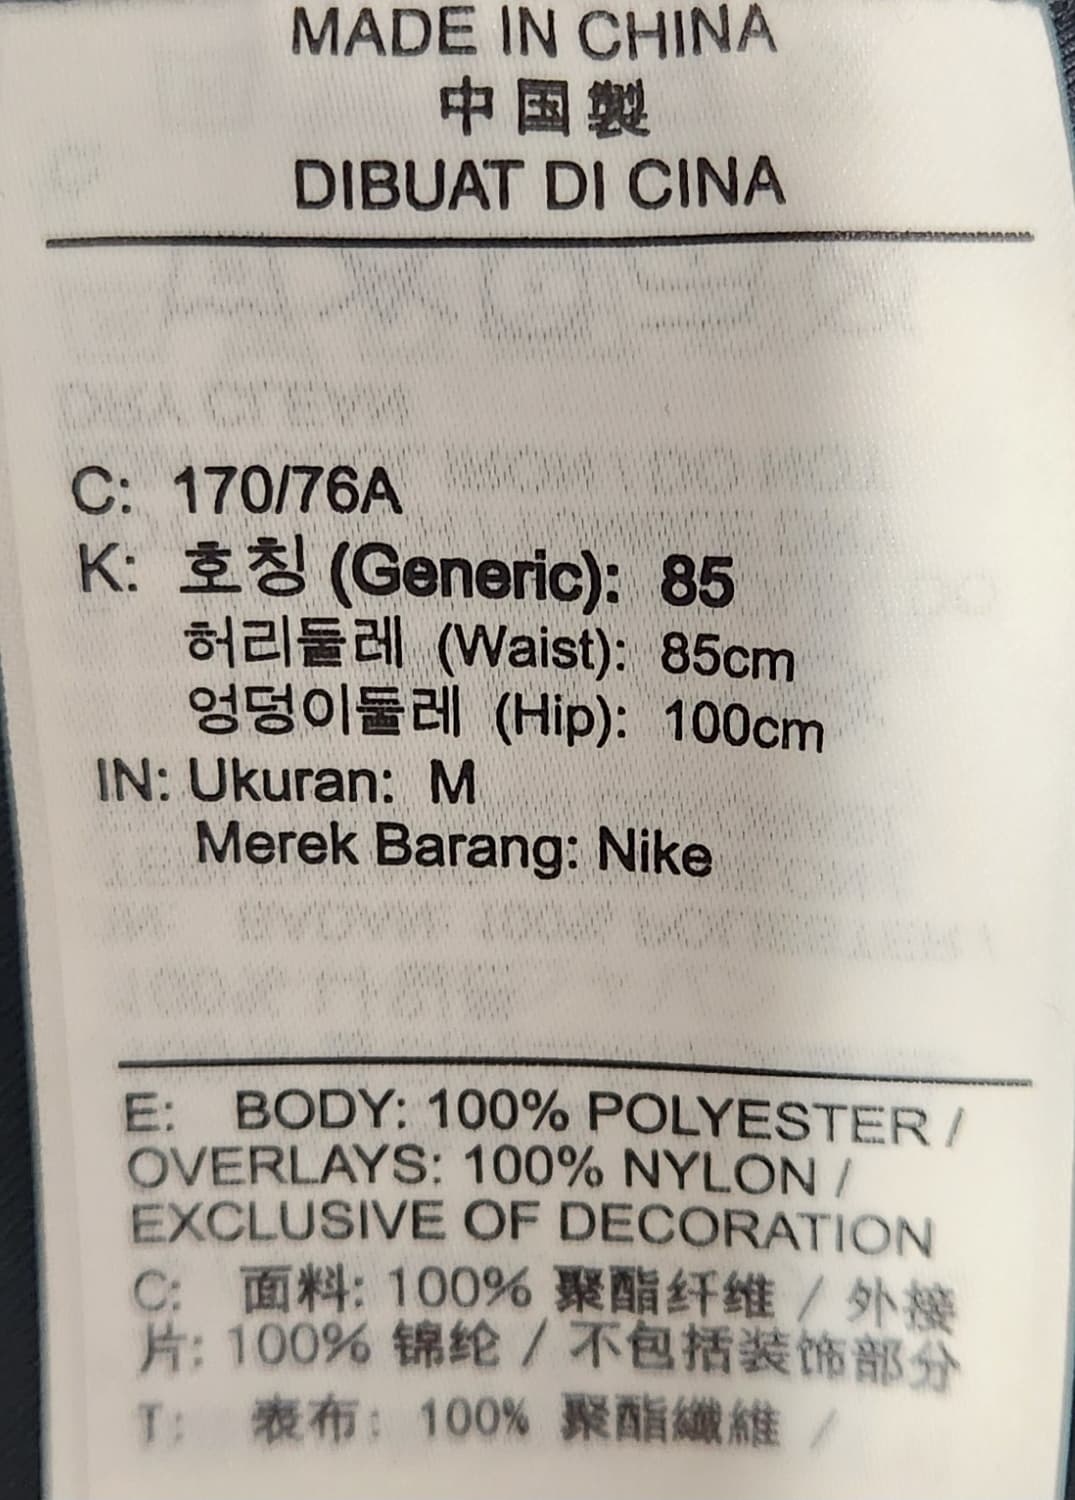 MADE IN CHINA
中国製
DIBUAT DI CINA
C: 170/76A
K: 호칭 (Generic): 85
허리둘레 (Waist): 85cm
엉덩이둘레 (Hip): 100cm
IN: Ukuran: M
Merek Barang: Nike
E: BODY: 100% POLYESTER /
OVERLAYS: 100% NYLON /
EXCLUSIVE OF DECORATION
C: 面料: 100% 聚酯纤维 / 外接
片: 100% 锦纶 / 不包括装饰部分
T: 表布: 100% 聚酯纖維 /